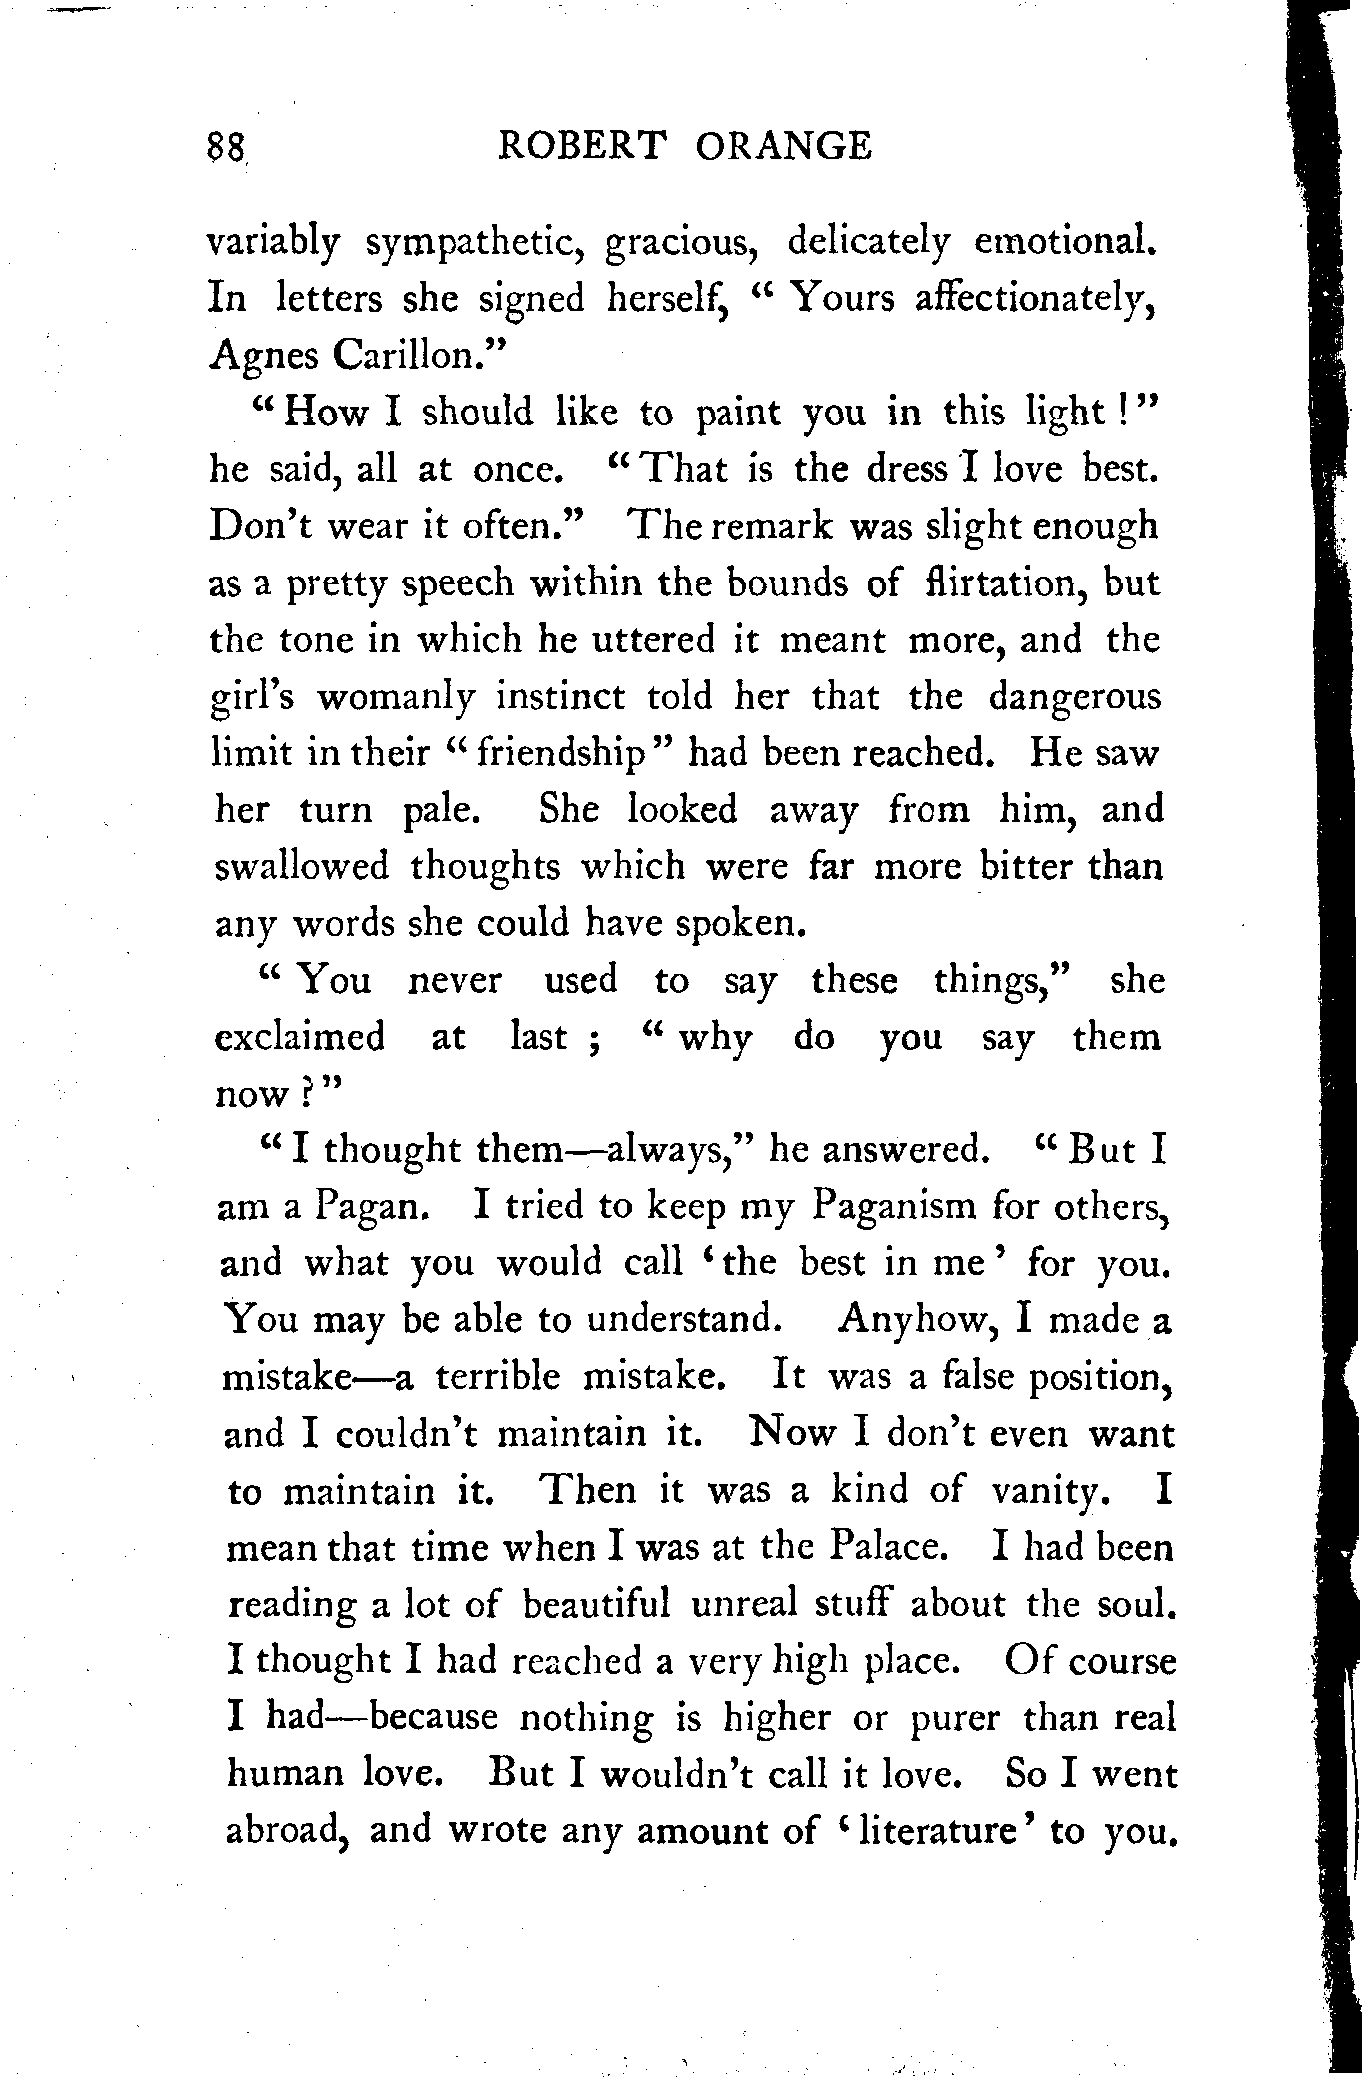 88 ROBERT ORANGE
variably sympathetic, gracious, delicately emotional.
In letters she signed herself, “ Yours affectionately,
Agnes Carillon.”
“ How I should like to paint you in this light ! ”
he said, all at once. “ That is the dress I love best.
Don’t wear it often.” The remark was slight enough
as a pretty speech within the bounds of flirtation, but
the tone in which he uttered it meant more, and the
girl’s womanly instinct told her that the dangerous
limit in their “ friendship ” had been reached. He saw
her turn pale. She looked away from him, and
swallowed thoughts which were far more bitter than
any words she could have spoken.
“ You never used to say these things,” she
exclaimed at last ; “ why do you say them
now ? ”
“ I thought them—always,” he answered. “ But I
am a Pagan. I tried to keep my Paganism for others,
and what you would call ‘ the best in me ’ for you.
You may be able to understand. Anyhow, I made a
mistake—a terrible mistake. It was a false position,
and I couldn’t maintain it. Now I don’t even want
to maintain it. Then it was a kind of vanity. I
mean that time when I was at the Palace. I had been
reading a lot of beautiful unreal stuff about the soul.
I thought I had reached a very high place. Of course
I had—because nothing is higher or purer than real
human love. But I wouldn’t call it love. So I went
abroad, and wrote any amount of ‘ literature ’ to you.